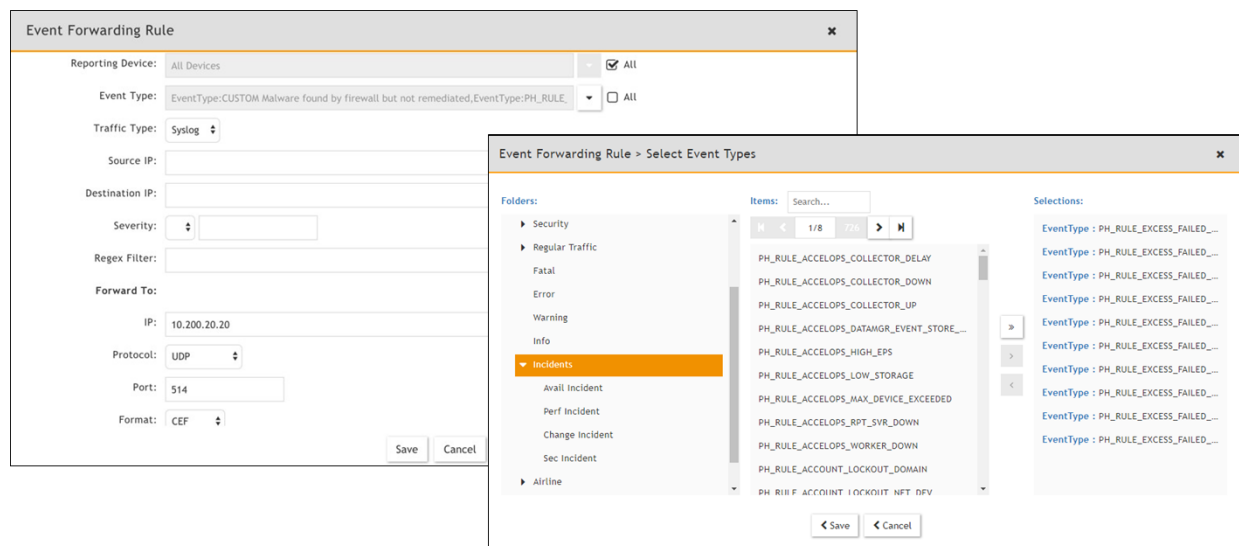 Event Forwarding Rule
Reporting Device: All Devices All
Event Type: EventType:CUSTOM Malware found by firewall but not remediated,EventType:PH_RULE_ All
Traffic Type: Syslog
Source IP:
Destination IP:
Severity:
Regex Filter:
Forward To:
IP: 10.200.20.20
Protocol: UDP
Port: 514
Format: CEF
Save Cancel
Event Forwarding Rule > Select Event Types
Folders:
Security
Regular Traffic
Fatal
Error
Warning
Info
Incidents
Avail Incident
Perf Incident
Change Incident
Sec Incident
Airline
Items: Search...
1/8 726
PH_RULE_ACCELOPS_COLLECTOR_DELAY
PH_RULE_ACCELOPS_COLLECTOR_DOWN
PH_RULE_ACCELOPS_COLLECTOR_UP
PH_RULE_ACCELOPS_DATAMGR_EVENT_STORE_...
PH_RULE_ACCELOPS_HIGH_EPS
PH_RULE_ACCELOPS_LOW_STORAGE
PH_RULE_ACCELOPS_MAX_DEVICE_EXCEEDED
PH_RULE_ACCELOPS_RPT_SVR_DOWN
PH_RULE_ACCELOPS_WORKER_DOWN
PH_RULE_ACCOUNT_LOCKOUT_DOMAIN
PH_RULE_ACCOUNT_LOCKOUT_NET_DEV
Selections:
EventType : PH_RULE_EXCESS_FAILED_...
EventType : PH_RULE_EXCESS_FAILED_...
EventType : PH_RULE_EXCESS_FAILED_...
EventType : PH_RULE_EXCESS_FAILED_...
EventType : PH_RULE_EXCESS_FAILED_...
EventType : PH_RULE_EXCESS_FAILED_...
EventType : PH_RULE_EXCESS_FAILED_...
EventType : PH_RULE_EXCESS_FAILED_...
EventType : PH_RULE_EXCESS_FAILED_...
EventType : PH_RULE_EXCESS_FAILED_...
Save Cancel